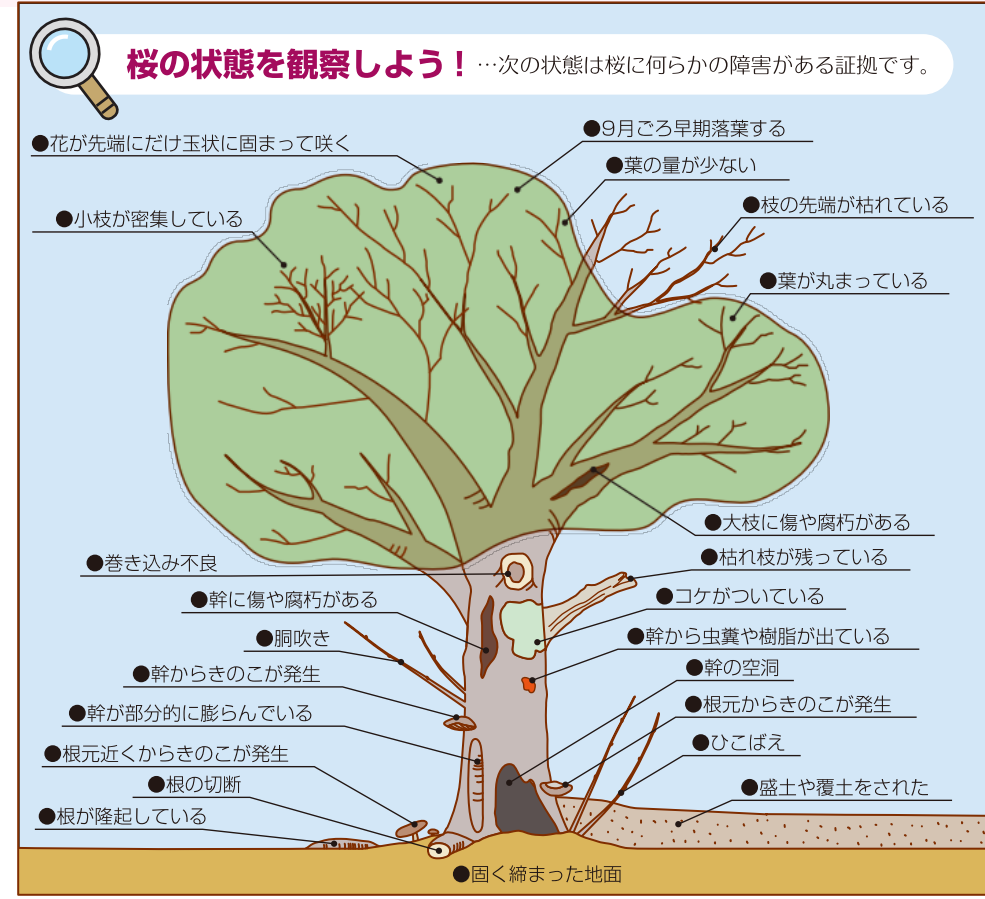 桜の状態を観察しよう！…次の状態は桜に何らかの障害がある証拠です。
●花が先端にだけ玉状に固まって咲く
●9月ごろ早期落葉する
●葉の量が少ない
●小枝が密集している
●枝の先端が枯れている
●葉が丸まっている
●大枝に傷や腐朽がある
●巻き込み不良
●枯れ枝が残っている
●幹に傷や腐朽がある
●コケがついている
●胴吹き
●幹から虫糞や樹脂が出ている
●幹からきのこが発生
●幹の空洞
●幹が部分的に膨らんでいる
●根元からきのこが発生
●根元近くからきのこが発生
●ひこばえ
●根の切断
●盛土や覆土をされた
●根が隆起している
●固く締まった地面